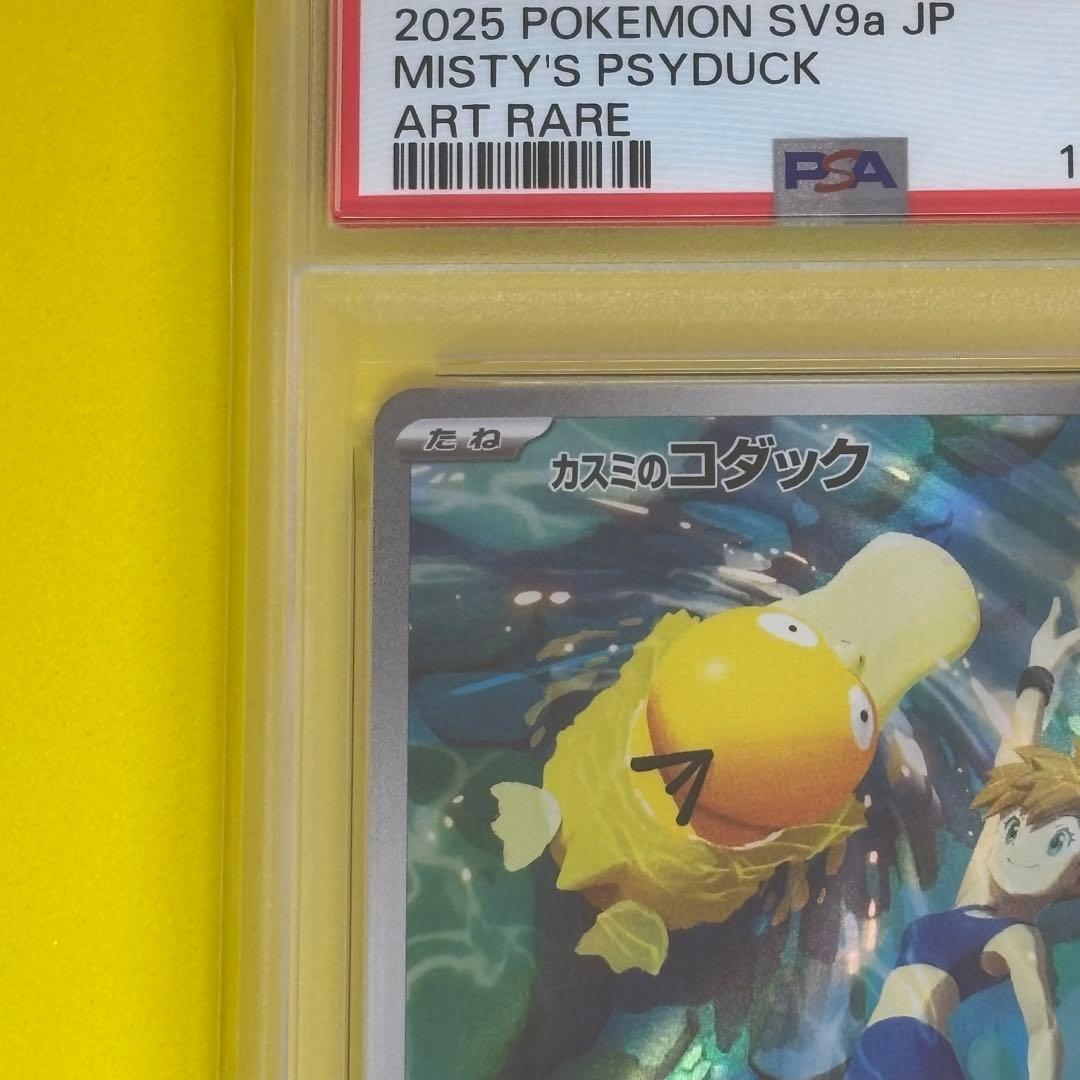 2025 POKEMON SV9a JP
MISTY'S PSYDUCK
ART RARE
PSA
1
たね
カスミのコダック